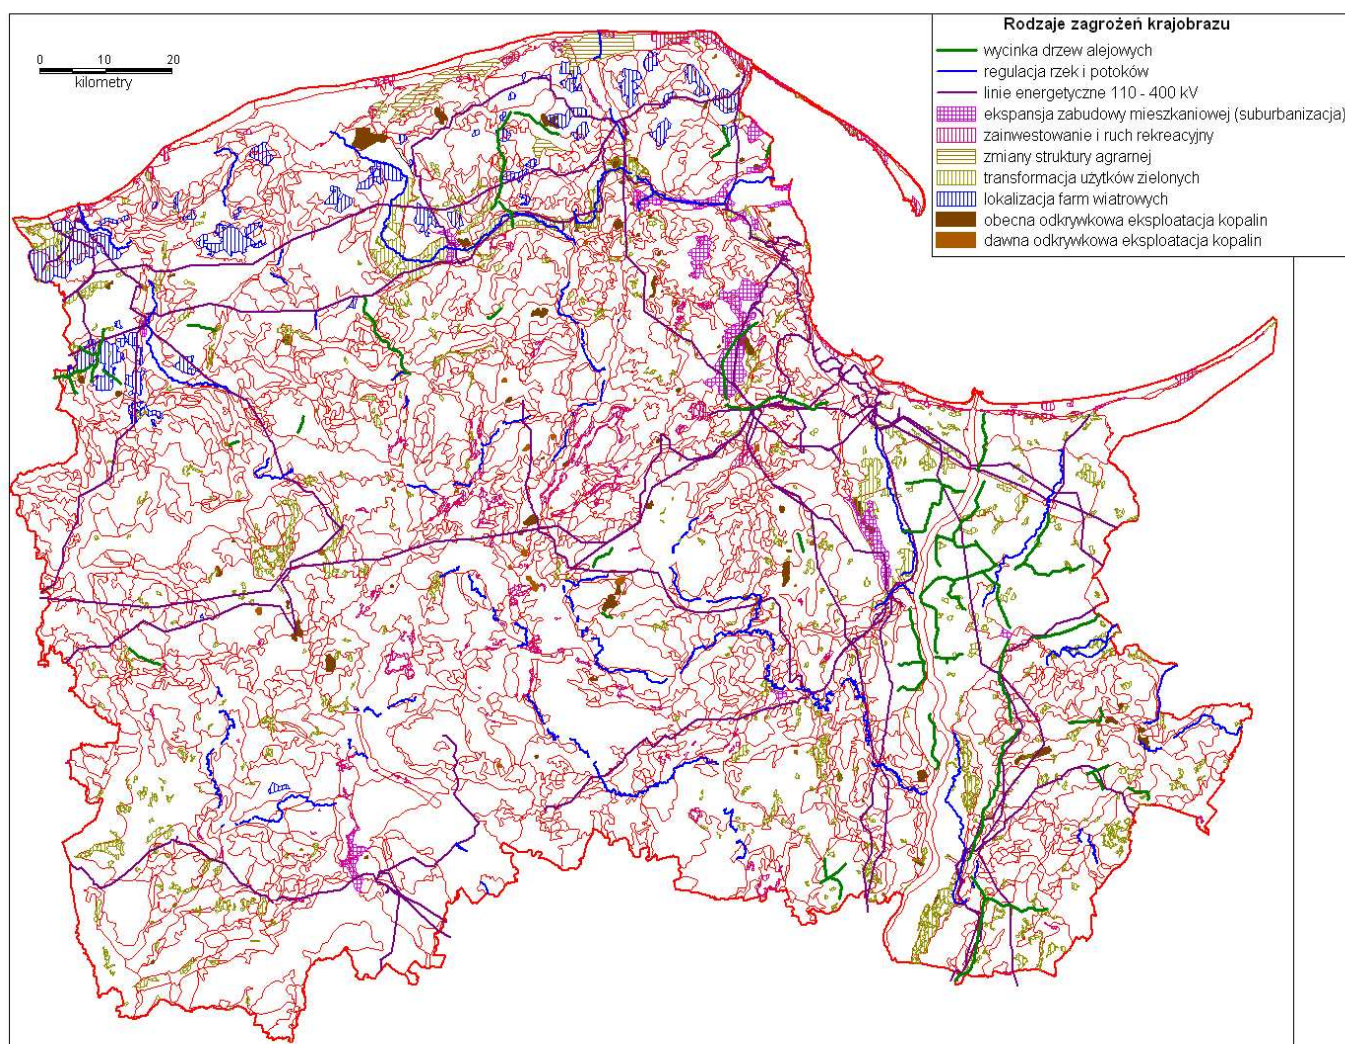 0 10 20
kilometry
Rodzaje zagrożeń krajobrazu
wycinka drzew alejowych
regulacja rzek i potoków
linie energetyczne 110 - 400 kV
ekspansja zabudowy mieszkaniowej (suburbanizacja)
zainwestowanie i ruch rekreacyjny
zmiany struktury agrarnej
transformacja użytków zielonych
lokalizacja farm wiatrowych
obecna odkrywkowa eksploatacja kopalin
dawna odkrywkowa eksploatacja kopalin